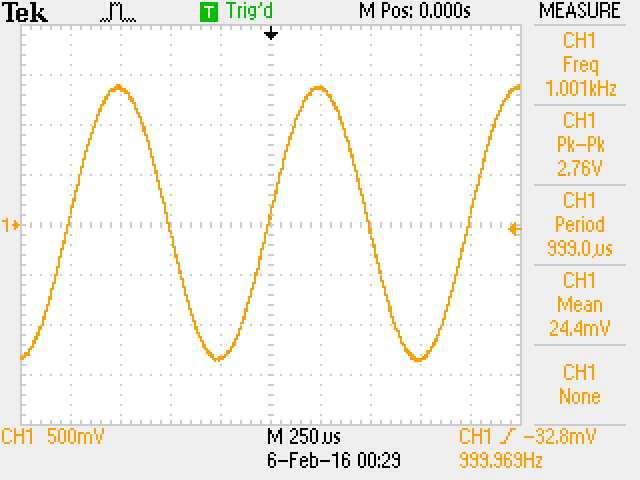 Tek T Trig'd M Pos: 0.000s MEASURE
CH1
Freq
1.001kHz
CH1
Pk-Pk
2.76V
1
CH1
Period
999.0µs
CH1
Mean
24.4mV
CH1
None
CH1 500mV M 250µs CH1 -32.8mV
6-Feb-16 00:29 999.969Hz